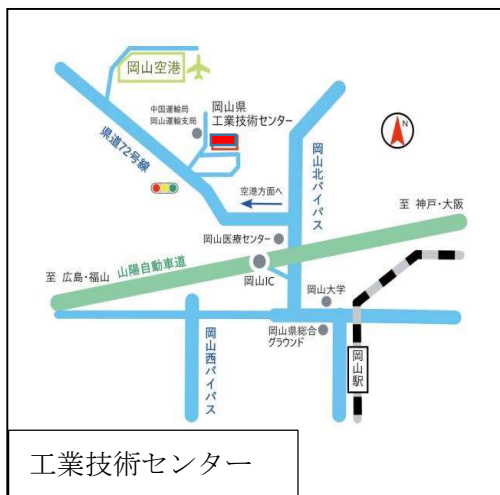 岡山空港
中国運輸局
岡山運輸支局
岡山県
工業技術センター
N
県道72号線
空港方面へ
岡山北バイパス
至 神戸・大阪
岡山医療センター
山陽自動車道
至 広島・福山
岡山IC
岡山大学
岡山県総合
グラウンド
岡山西バイパス
岡山駅
工業技術センター